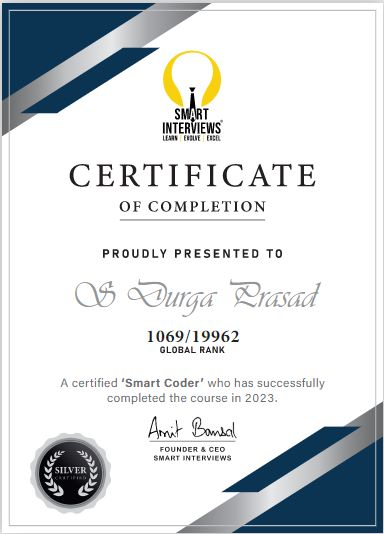 SMART
INTERVIEWS®
LEARN | EVOLVE | EXCEL
CERTIFICATE
OF COMPLETION
PROUDLY PRESENTED TO
S Durga Prasad
1069/19962
GLOBAL RANK
A certified ‘Smart Coder’ who has successfully
completed the course in 2023.
Amit Bansal
FOUNDER & CEO
SMART INTERVIEWS
SILVER
CERTIFIED